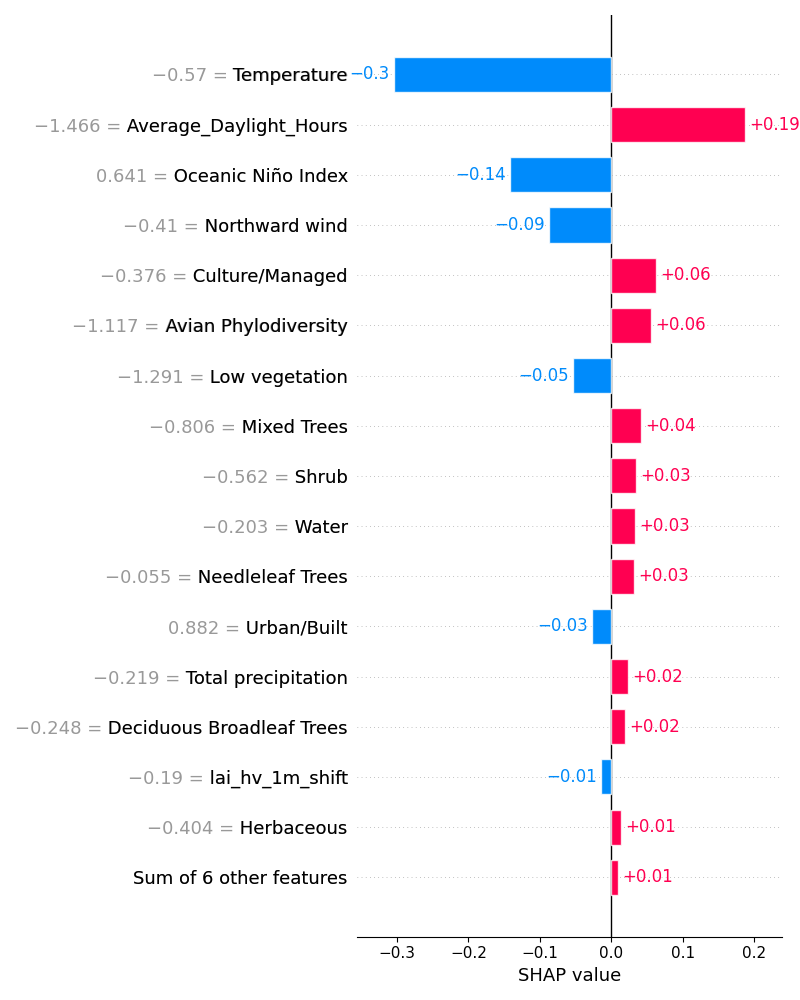 −0.57 = Temperature −0.3
−1.466 = Average_Daylight_Hours +0.19
0.641 = Oceanic Niño Index −0.14
−0.41 = Northward wind −0.09
−0.376 = Culture/Managed +0.06
−1.117 = Avian Phylodiversity +0.06
−1.291 = Low vegetation −0.05
−0.806 = Mixed Trees +0.04
−0.562 = Shrub +0.03
−0.203 = Water +0.03
−0.055 = Needleleaf Trees +0.03
0.882 = Urban/Built −0.03
−0.219 = Total precipitation +0.02
−0.248 = Deciduous Broadleaf Trees +0.02
−0.19 = lai_hv_1m_shift −0.01
−0.404 = Herbaceous +0.01
Sum of 6 other features +0.01
−0.3 −0.2 −0.1 0.0 0.1 0.2
SHAP value